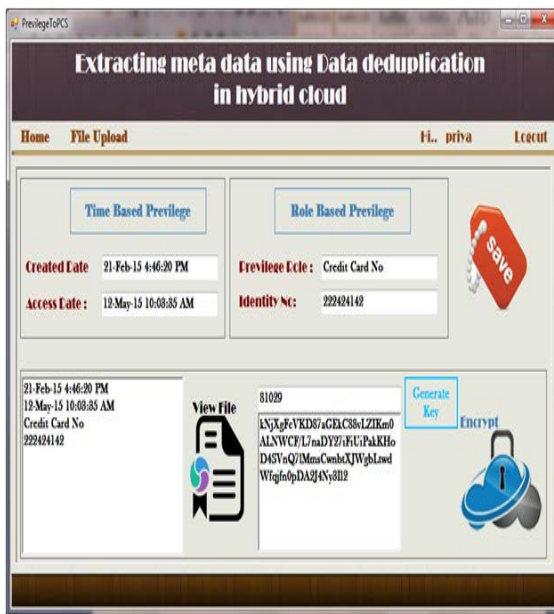 PrevilegeToPCS
Extracting meta data using Data deduplication
in hybrid cloud
Home File Upload Hi.. priva Logout
Time Based Previlege
Created Date 21-Feb-15 4:46:20 PM
Access Date : 12-May-15 10:03:35 AM
Role Based Previlege
Previlege Role : Credit Card No
Identity No: 222424142
save
21-Feb-15 4:46:20 PM
12-May-15 10:03:35 AM
Credit Card No
222424142
View File
81029
Generate
Key
Encrypt